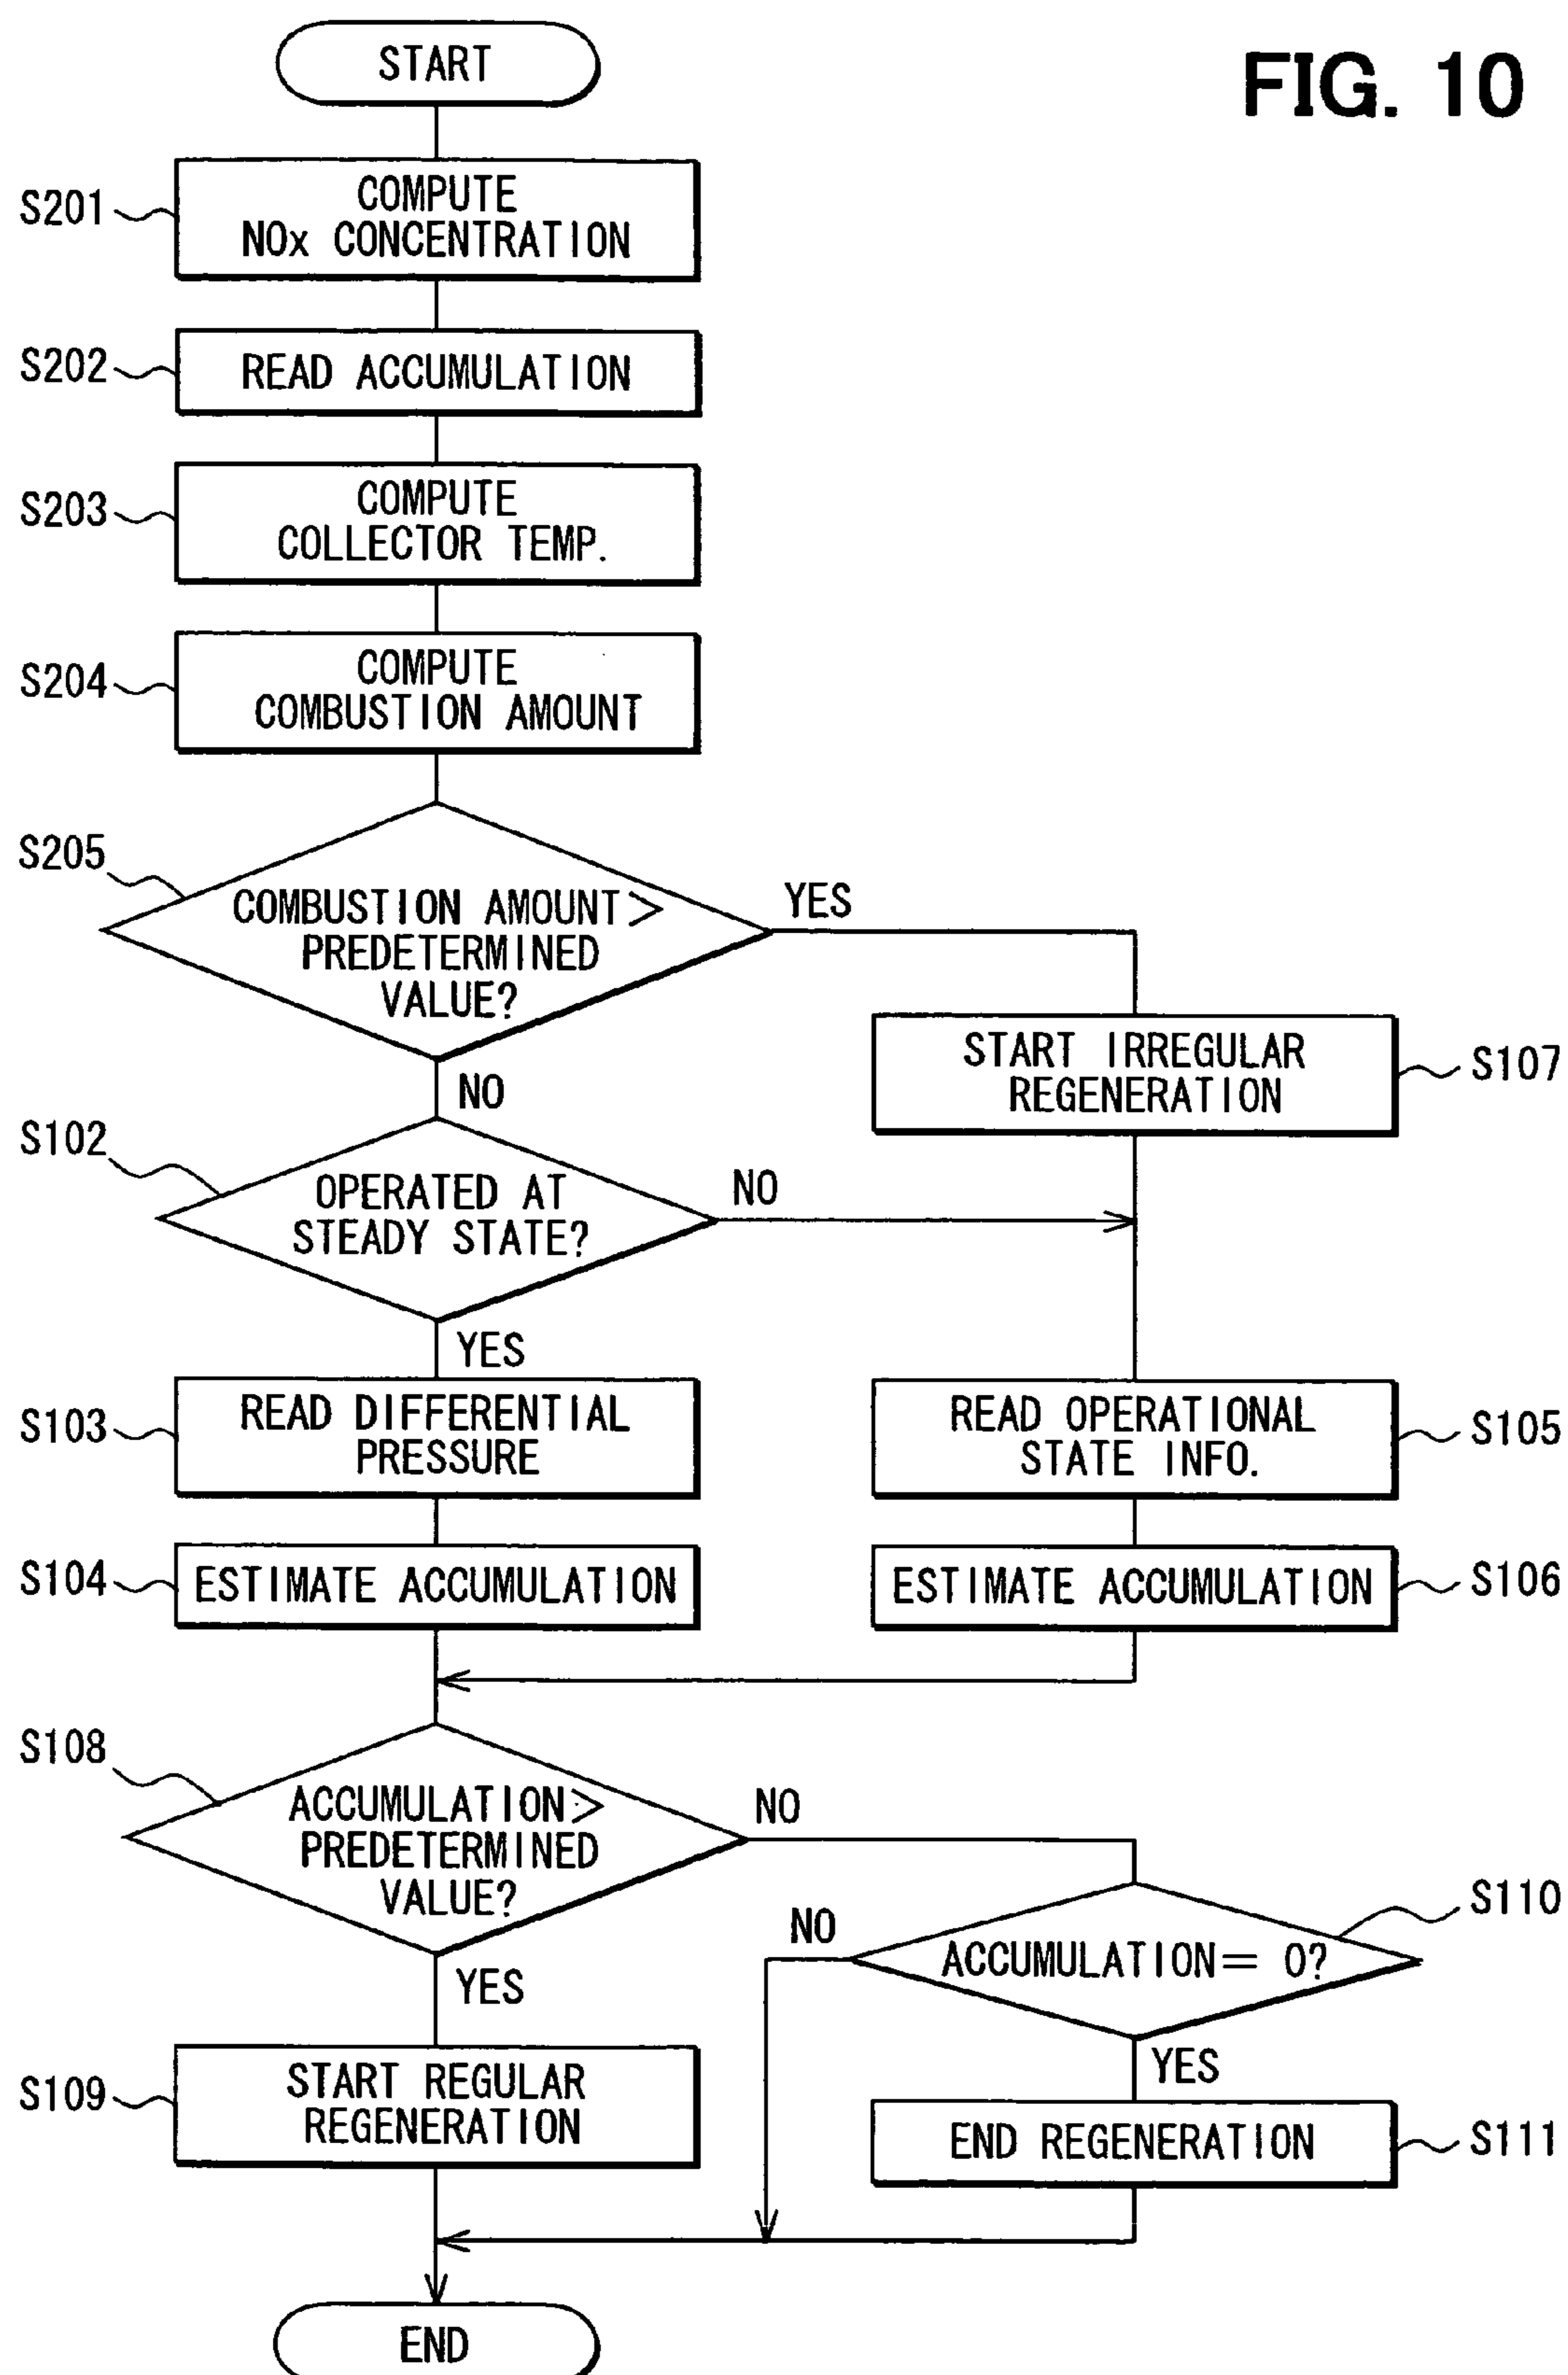 FIG. 10
START
S201
COMPUTE
NOx CONCENTRATION
S202
READ ACCUMULATION
S203
COMPUTE
COLLECTOR TEMP.
S204
COMPUTE
COMBUSTION AMOUNT
S205
COMBUSTION AMOUNT>
PREDETERMINED
VALUE?
YES
NO
START IRREGULAR
REGENERATION
S107
S102
OPERATED AT
STEADY STATE?
NO
YES
S103
READ DIFFERENTIAL
PRESSURE
READ OPERATIONAL
STATE INFO.
S105
S104
ESTIMATE ACCUMULATION
ESTIMATE ACCUMULATION
S106
S108
ACCUMULATION>
PREDETERMINED
VALUE?
NO
YES
S110
NO
ACCUMULATION= 0?
YES
S109
START REGULAR
REGENERATION
END REGENERATION
S111
END